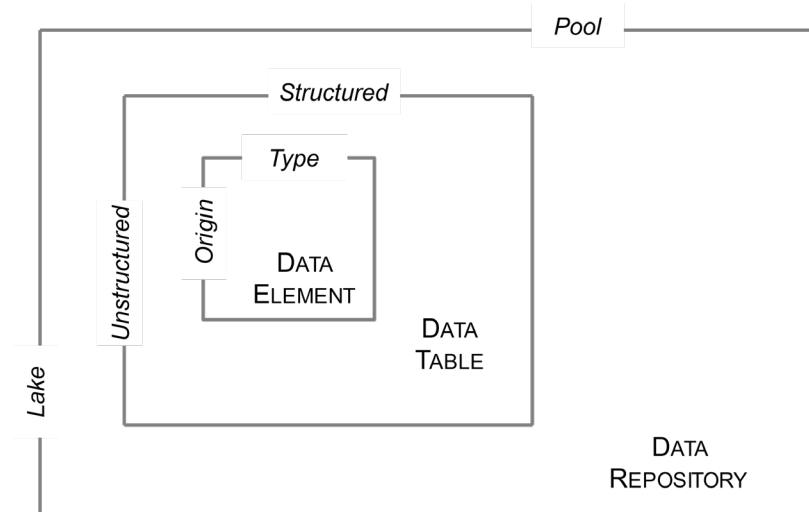 Pool
Structured
Type
Unstructured
Origin
DATA
ELEMENT
DATA
TABLE
Lake
DATA
REPOSITORY